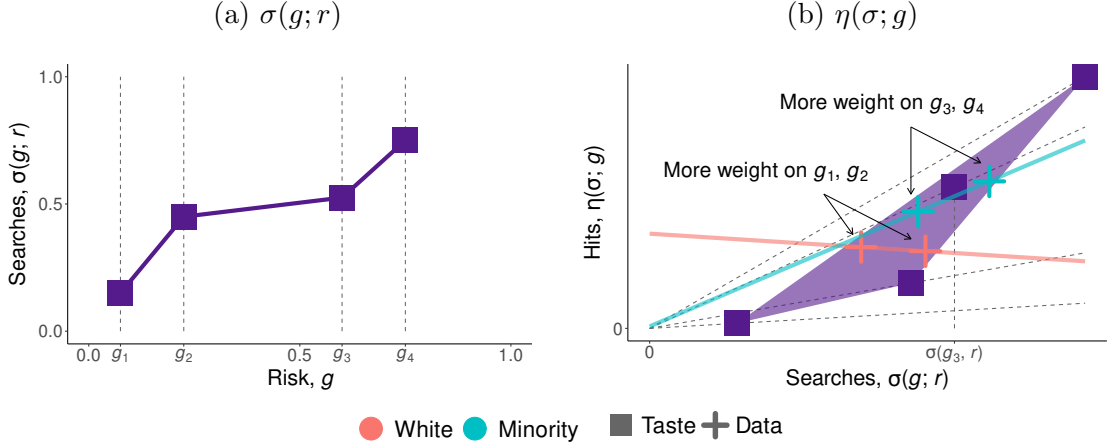 (a) σ(g; r)
1.0
0.5
0.0
Searches, σ(g; r)
0.0 g₁ g₂ 0.5 g₃ g₄ 1.0
Risk, g
(b) η(σ; g)
More weight on g₃, g₄
More weight on g₁, g₂
Hits, η(σ; g)
0
0 σ(g₃, r)
Searches, σ(g; r)
White Minority Taste Data